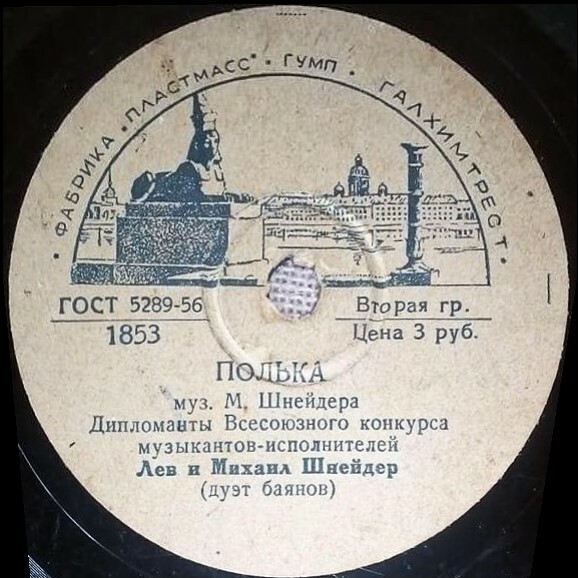 ФАБРИКА "ПЛАСТМАСС" • ГУМП • ГАЛХИМТРЕСТ
ГОСТ 5289-56
Вторая гр.
1853
Цена 3 руб.
ПОЛЬКА
муз. М. Шнейдера
Дипломанты Всесоюзного конкурса
музыкантов-исполнителей
Лев и Михаил Шнейдер
(дуэт баянов)